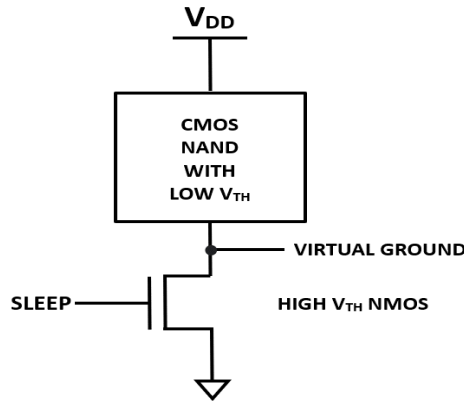 VDD
CMOS
NAND
WITH
LOW VTH
VIRTUAL GROUND
SLEEP
HIGH VTH NMOS